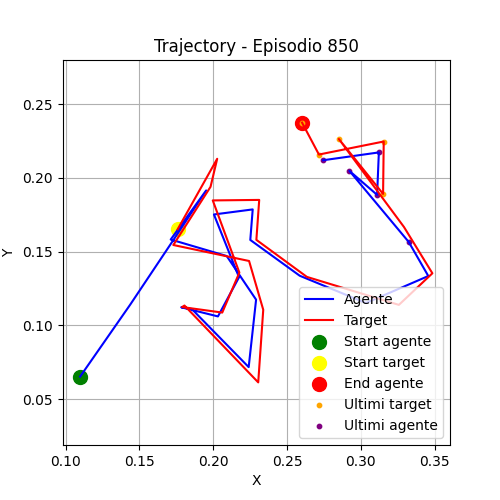 Trajectory - Episodio 850
0.25
0.20
0.15
0.10
0.05
Y
0.10 0.15 0.20 0.25 0.30 0.35
X
Agente
Target
Start agente
Start target
End agente
Ultimi target
Ultimi agente